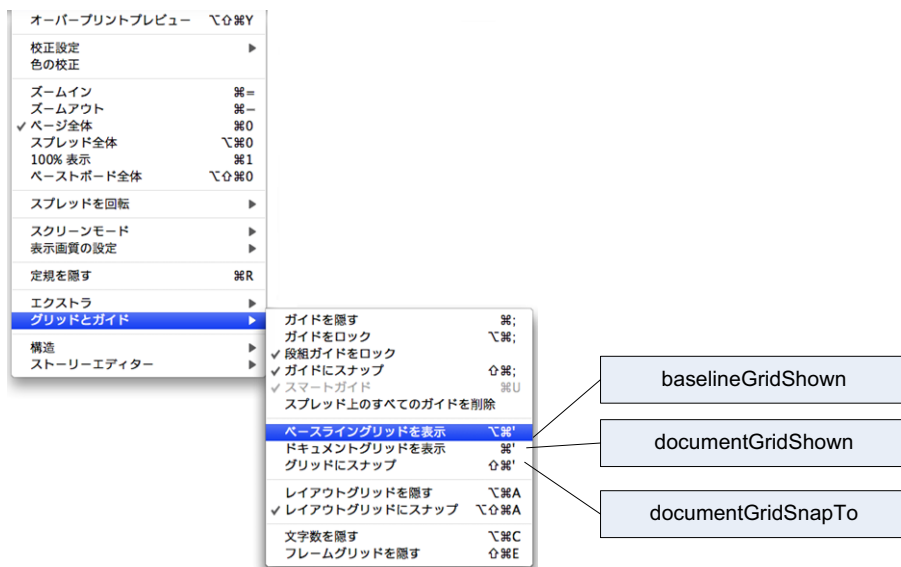 オーバープリントプレビュー ⌥⇧⌘Y
校正設定 ▶
色の校正
ズームイン ⌘=
ズームアウト ⌘−
✓ ページ全体 ⌘0
スプレッド全体 ⌥⌘0
100% 表示 ⌘1
ペーストボード全体 ⌥⇧⌘0
スプレッドを回転 ▶
スクリーンモード ▶
表示画質の設定 ▶
定規を隠す ⌘R
エクストラ ▶
グリッドとガイド ▶
構造 ▶
ストーリーエディター ▶
ガイドを隠す ⌘;
ガイドをロック ⌥⌘;
✓ 段組ガイドをロック
✓ ガイドにスナップ ⇧⌘;
✓ スマートガイド ⌘U
スプレッド上のすべてのガイドを削除
ベースライングリッドを表示 ⌥⌘'
ドキュメントグリッドを表示 ⌘'
グリッドにスナップ ⇧⌘'
レイアウトグリッドを隠す ⌥⌘A
✓ レイアウトグリッドにスナップ ⌥⇧⌘A
文字数を隠す ⌥⌘C
フレームグリッドを隠す ⇧⌘E
baselineGridShown
documentGridShown
documentGridSnapTo